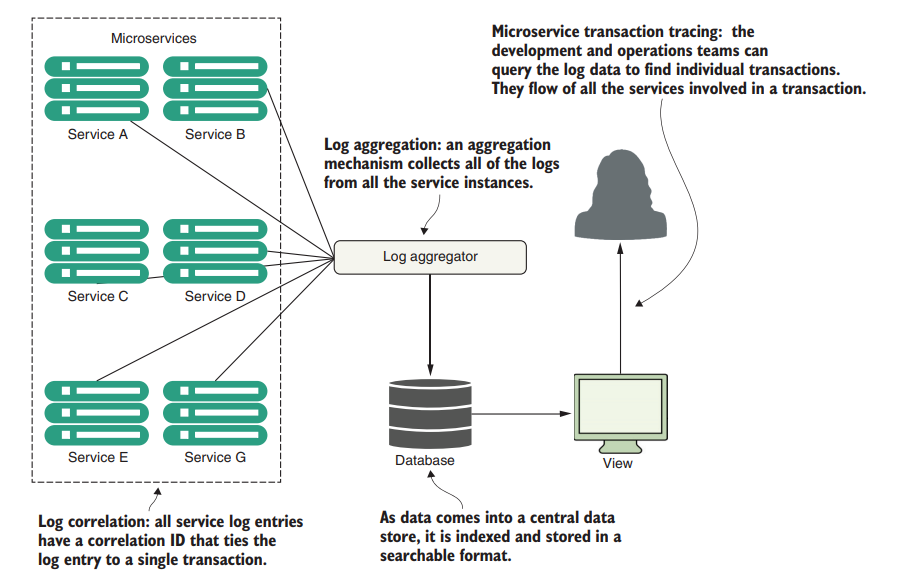 Microservices
Service A
Service B
Service C
Service D
Service E
Service G
Log correlation: all service log entries
have a correlation ID that ties the
log entry to a single transaction.
Log aggregation: an aggregation
mechanism collects all of the logs
from all the service instances.
Log aggregator
Database
As data comes into a central data
store, it is indexed and stored in a
searchable format.
Microservice transaction tracing: the
development and operations teams can
query the log data to find individual transactions.
They flow of all the services involved in a transaction.
View